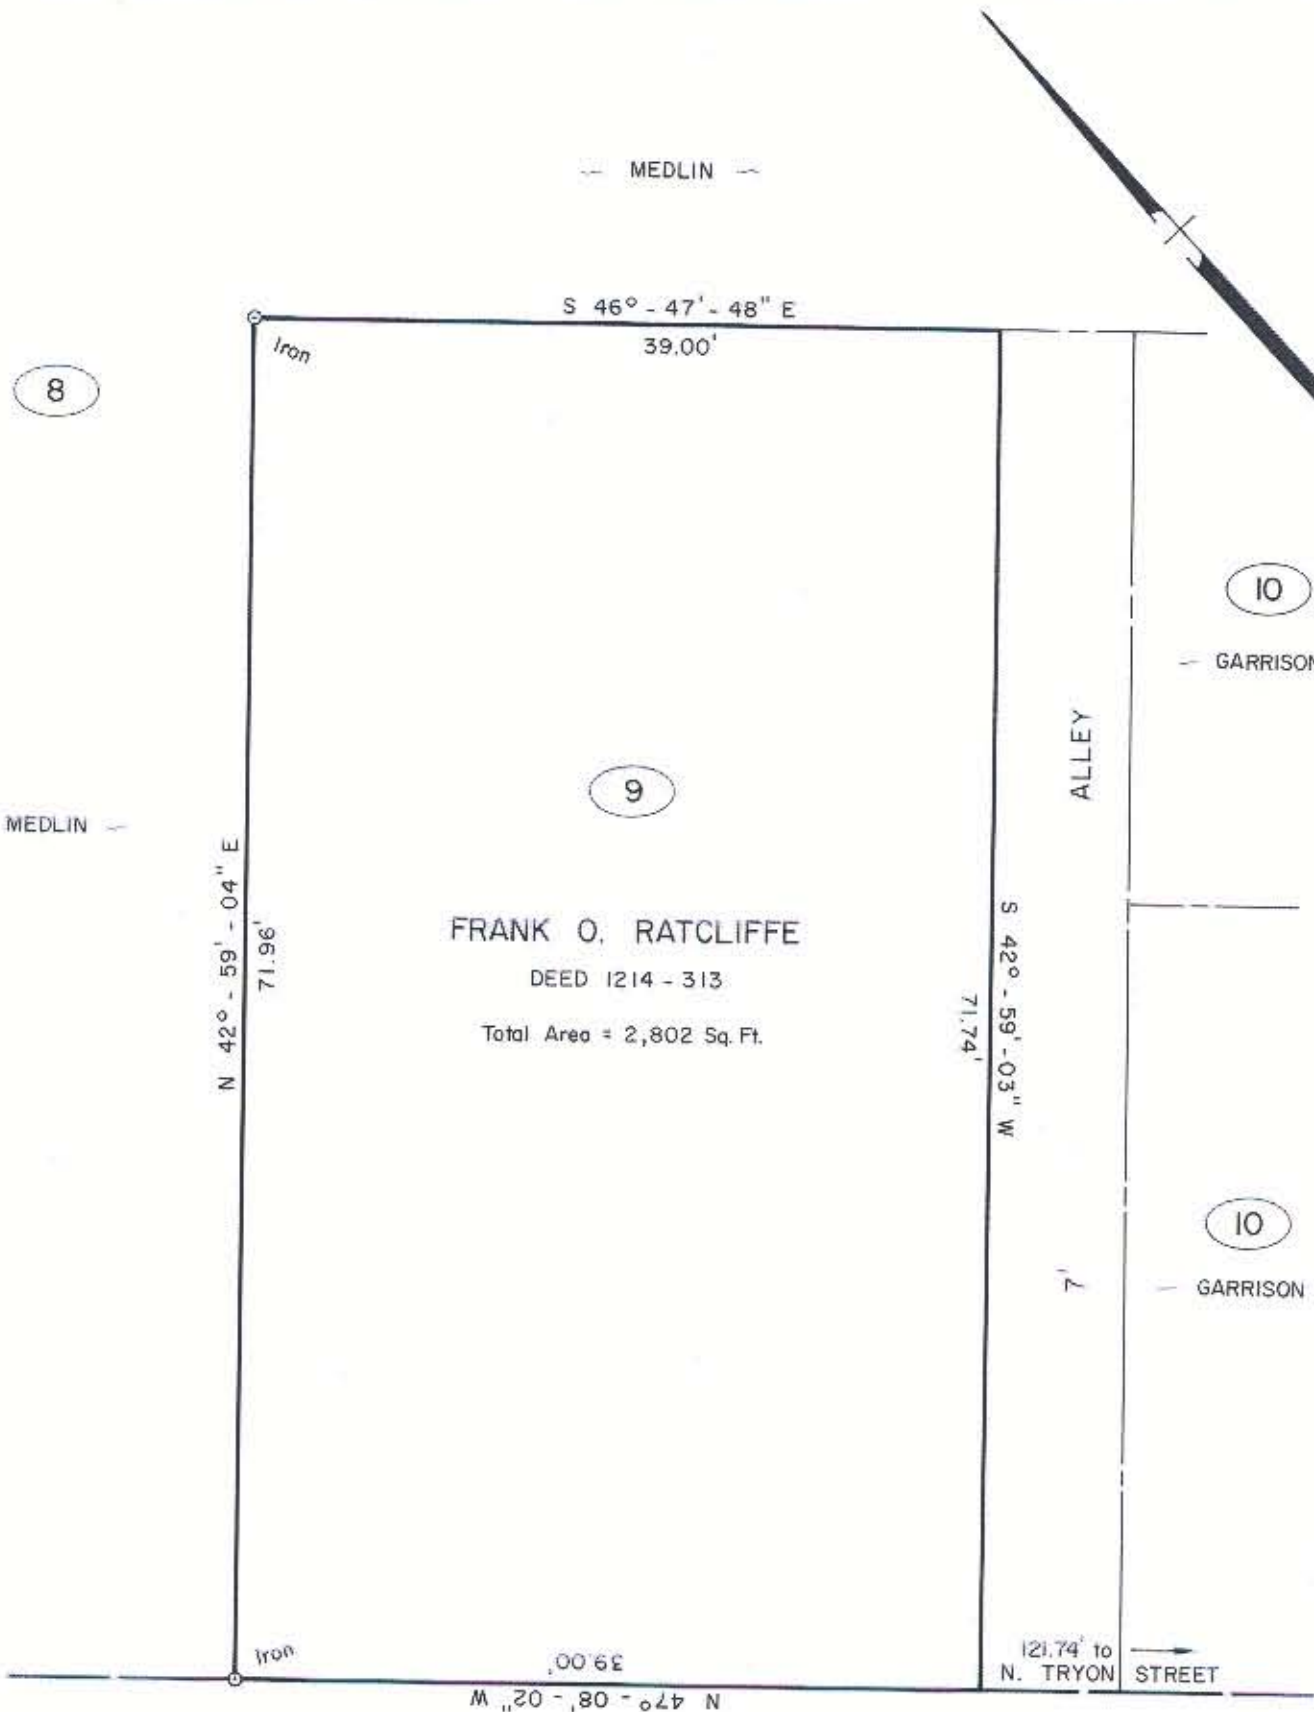 MEDLIN
S 46° - 47' - 48" E
39.00'
Iron
8
10
GARRISON
ALLEY
9
MEDLIN
N 42° - 59' - 04" E
71.96'
FRANK O. RATCLIFFE
DEED 1214 - 313
Total Area = 2,802 Sq. Ft.
S 42° - 59' - 03" W
71.74'
10
7'
GARRISON
Iron
39.00'
N 47° - 08' - 02" W
121.74' to
N. TRYON STREET